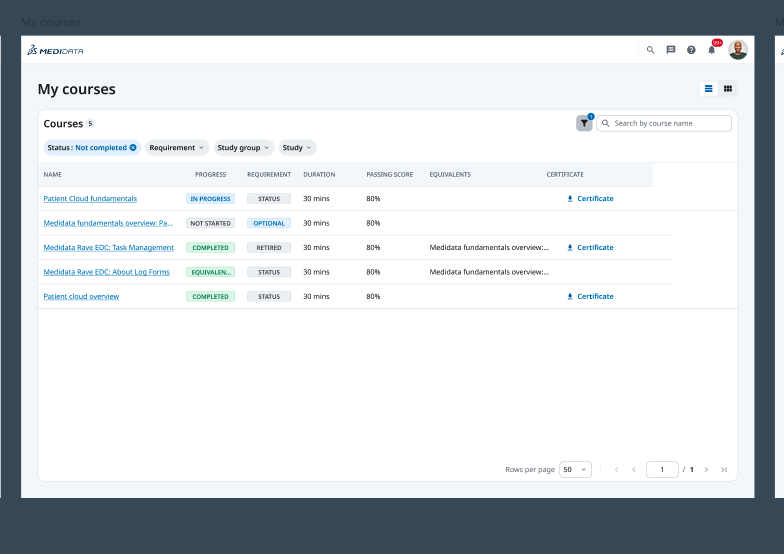 My courses
MEDIDATA
99+
My courses
Courses 5
1
Search by course name
Status : Not completed
Requirement
Study group
Study
NAME PROGRESS REQUIREMENT DURATION PASSING SCORE EQUIVALENTS CERTIFICATE
Patient Cloud fundamentals IN PROGRESS STATUS 30 mins 80% Certificate
Medidata fundamentals overview: Pa... NOT STARTED OPTIONAL 30 mins 80%
Medidata Rave EDC: Task Management COMPLETED RETIRED 30 mins 80% Medidata fundamentals overview:... Certificate
Medidata Rave EDC: About Log Forms EQUIVALEN... STATUS 30 mins 80% Medidata fundamentals overview:...
Patient cloud overview COMPLETED STATUS 30 mins 80% Certificate
Rows per page 50 1 / 1